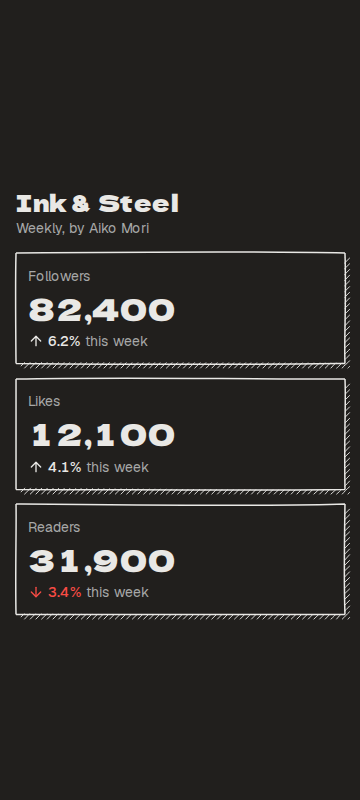 Ink & Steel
Weekly, by Aiko Mori
Followers
82,400
↑ 6.2% this week
Likes
12,100
↑ 4.1% this week
Readers
31,900
↓ 3.4% this week